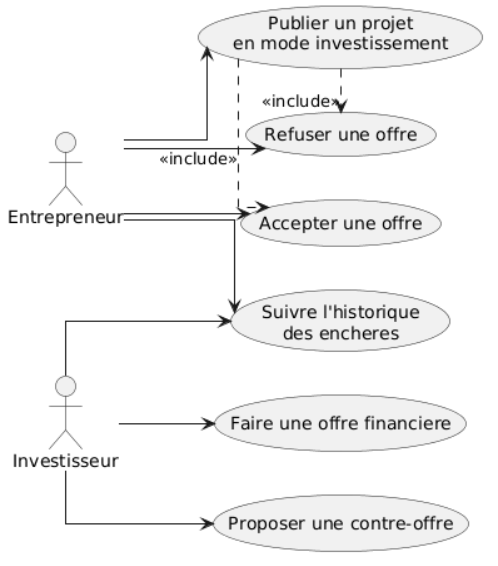 Publier un projet
en mode investissement
«include»
Refuser une offre
«include»
Entrepreneur
Accepter une offre
Suivre l'historique
des encheres
Investisseur
Faire une offre financiere
Proposer une contre-offre